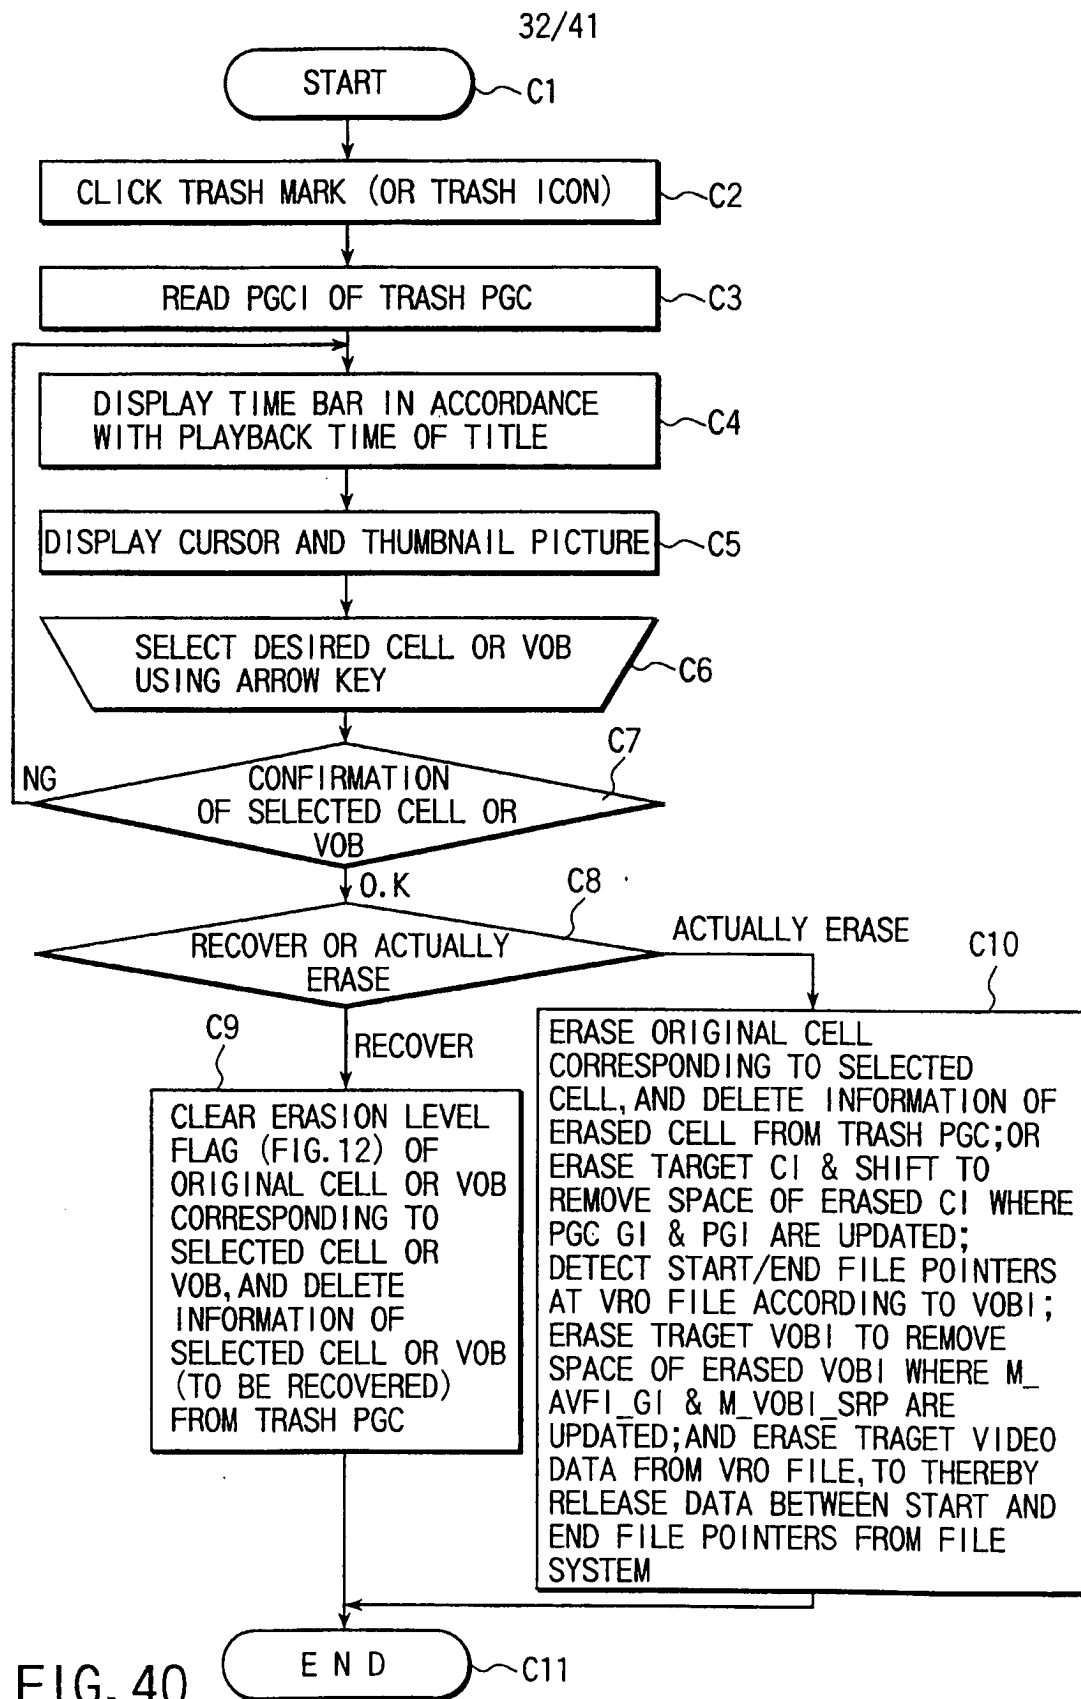 32/41
START
C1
CLICK TRASH MARK (OR TRASH ICON)
C2
READ PGCI OF TRASH PGC
C3
DISPLAY TIME BAR IN ACCORDANCE
WITH PLAYBACK TIME OF TITLE
C4
DISPLAY CURSOR AND THUMBNAIL PICTURE
C5
SELECT DESIRED CELL OR VOB
USING ARROW KEY
C6
C7
NG
CONFIRMATION
OF SELECTED CELL OR
VOB
O.K
C8
RECOVER OR ACTUALLY
ERASE
ACTUALLY ERASE
C10
C9
RECOVER
CLEAR ERASION LEVEL
FLAG (FIG.12) OF
ORIGINAL CELL OR VOB
CORRESPONDING TO
SELECTED CELL OR
VOB, AND DELETE
INFORMATION OF
SELECTED CELL OR VOB
(TO BE RECOVERED)
FROM TRASH PGC
ERASE ORIGINAL CELL
CORRESPONDING TO SELECTED
CELL, AND DELETE INFORMATION OF
ERASED CELL FROM TRASH PGC;OR
ERASE TARGET CI & SHIFT TO
REMOVE SPACE OF ERASED CI WHERE
PGC GI & PGI ARE UPDATED;
DETECT START/END FILE POINTERS
AT VRO FILE ACCORDING TO VOBI;
ERASE TRAGET VOBI TO REMOVE
SPACE OF ERASED VOBI WHERE M_
AVFI_GI & M_VOBI_SRP ARE
UPDATED;AND ERASE TRAGET VIDEO
DATA FROM VRO FILE, TO THEREBY
RELEASE DATA BETWEEN START AND
END FILE POINTERS FROM FILE
SYSTEM
END
C11
FIG. 40